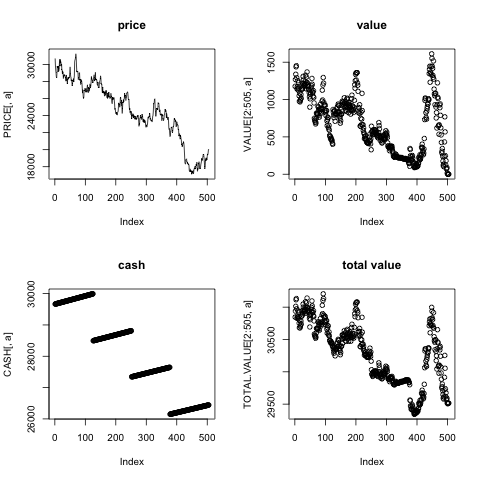 price
PRICE[, a]
18000 24000 30000
0 100 200 300 400 500
Index
value
VALUE[2:505, a]
0 500 1000 1500
0 100 200 300 400 500
Index
cash
CASH[, a]
26000 28000 30000
0 100 200 300 400 500
Index
total value
TOTAL.VALUE[2:505, a]
29500 30500
0 100 200 300 400 500
Index